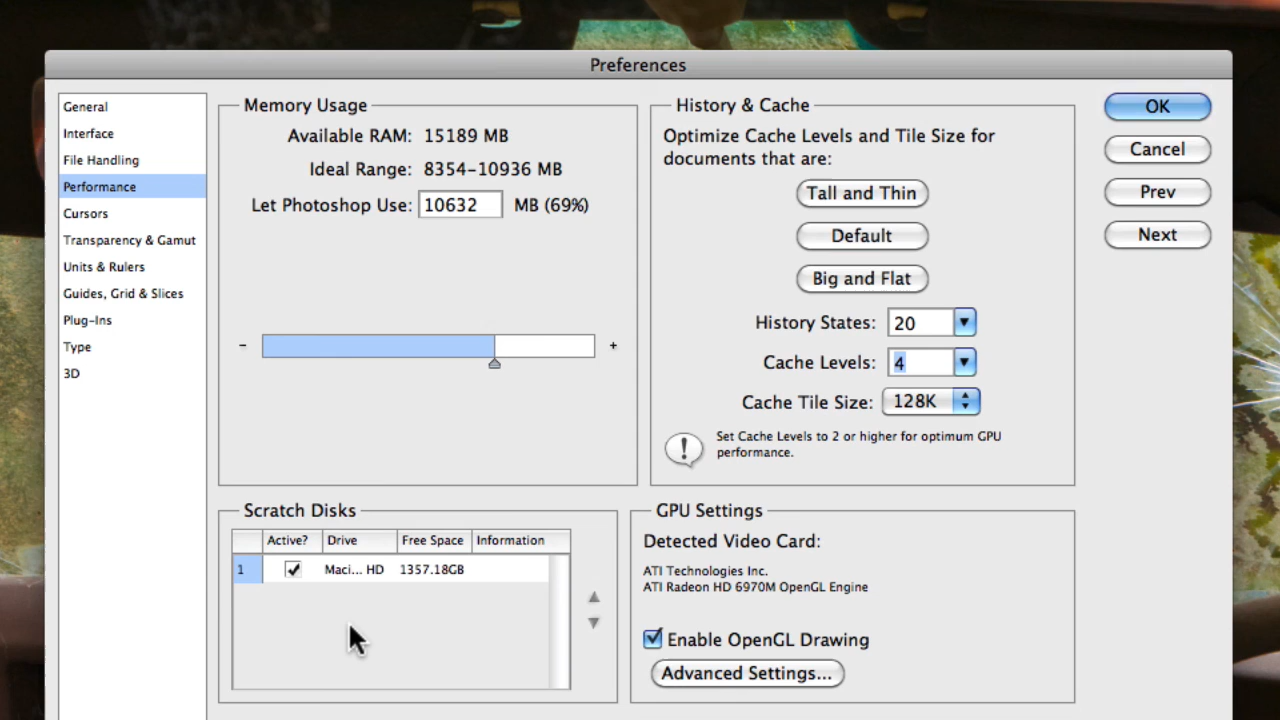 Preferences
General
Interface
File Handling
Performance
Cursors
Transparency & Gamut
Units & Rulers
Guides, Grid & Slices
Plug-Ins
Type
3D
Memory Usage
Available RAM: 15189 MB
Ideal Range: 8354-10936 MB
Let Photoshop Use: 10632 MB (69%)
- +
History & Cache
Optimize Cache Levels and Tile Size for
documents that are:
Tall and Thin
Default
Big and Flat
History States: 20
Cache Levels: 4
Cache Tile Size: 128K
! Set Cache Levels to 2 or higher for optimum GPU
performance.
OK
Cancel
Prev
Next
Scratch Disks
Active? Drive Free Space Information
1 Maci... HD 1357.18GB
GPU Settings
Detected Video Card:
ATI Technologies Inc.
ATI Radeon HD 6970M OpenGL Engine
Enable OpenGL Drawing
Advanced Settings...